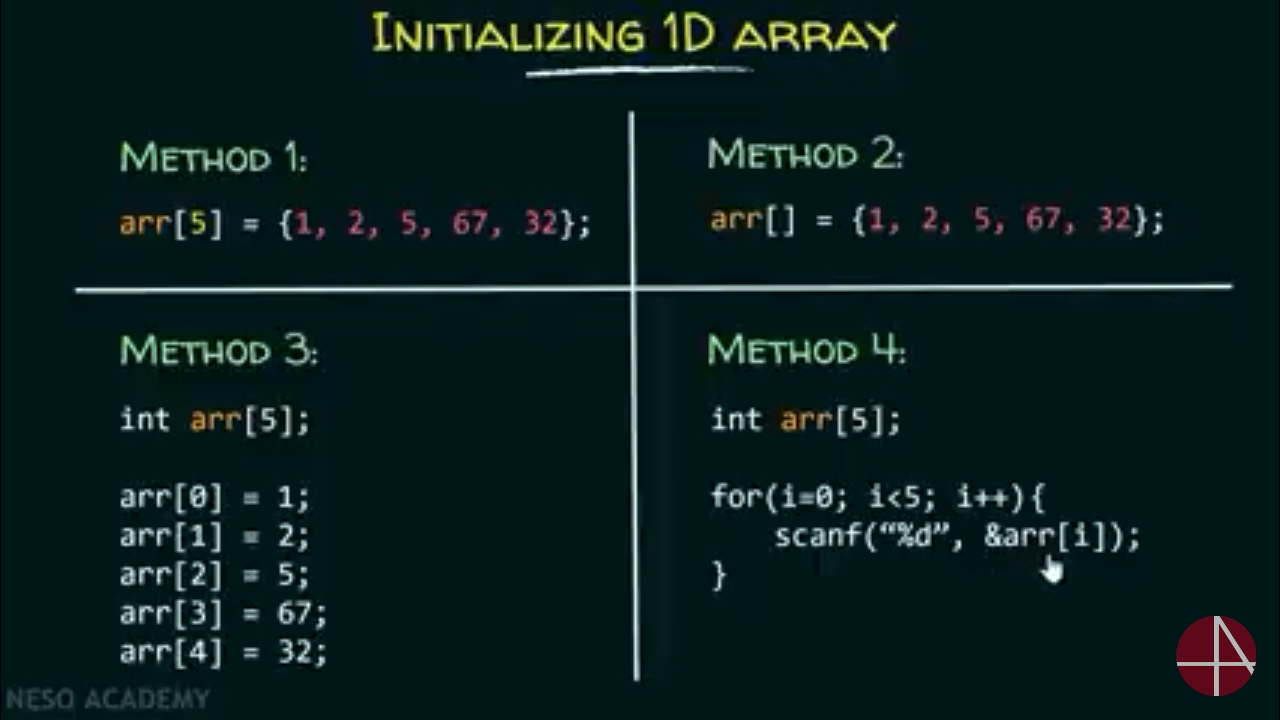 INITIALIZING 1D ARRAY
METHOD 1:
arr[5] = {1, 2, 5, 67, 32};
METHOD 2:
arr[] = {1, 2, 5, 67, 32};
METHOD 3:
int arr[5];
arr[0] = 1;
arr[1] = 2;
arr[2] = 5;
arr[3] = 67;
arr[4] = 32;
METHOD 4:
int arr[5];
for(i=0; i<5; i++){
scanf(“%d”, &arr[i]);
}
NESO ACADEMY